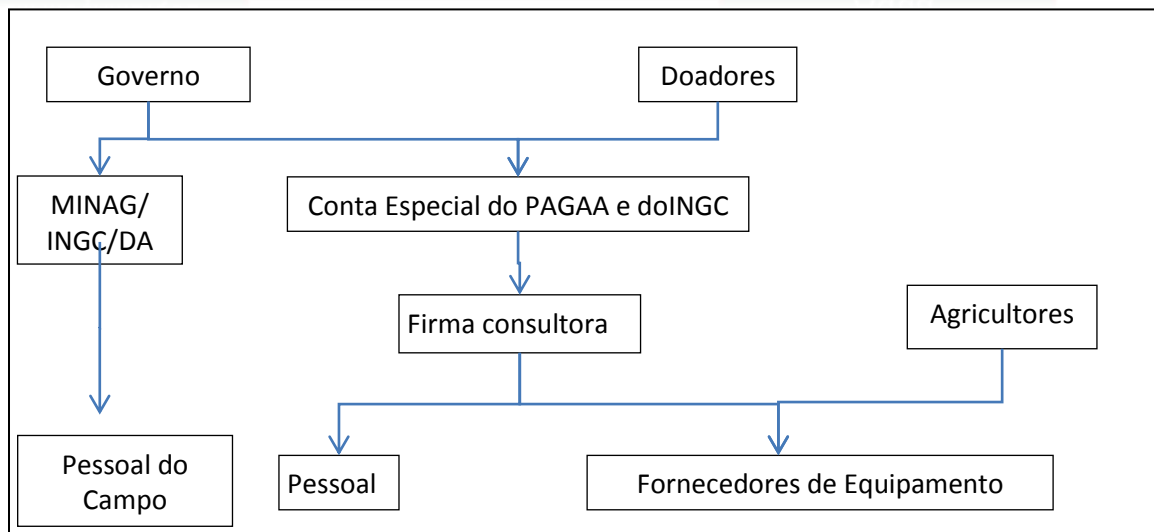 Governo
Doadores
MINAG/
INGC/DA
Conta Especial do PAGAA e doINGC
Firma consultora
Agricultores
Pessoal do
Campo
Pessoal
Fornecedores de Equipamento